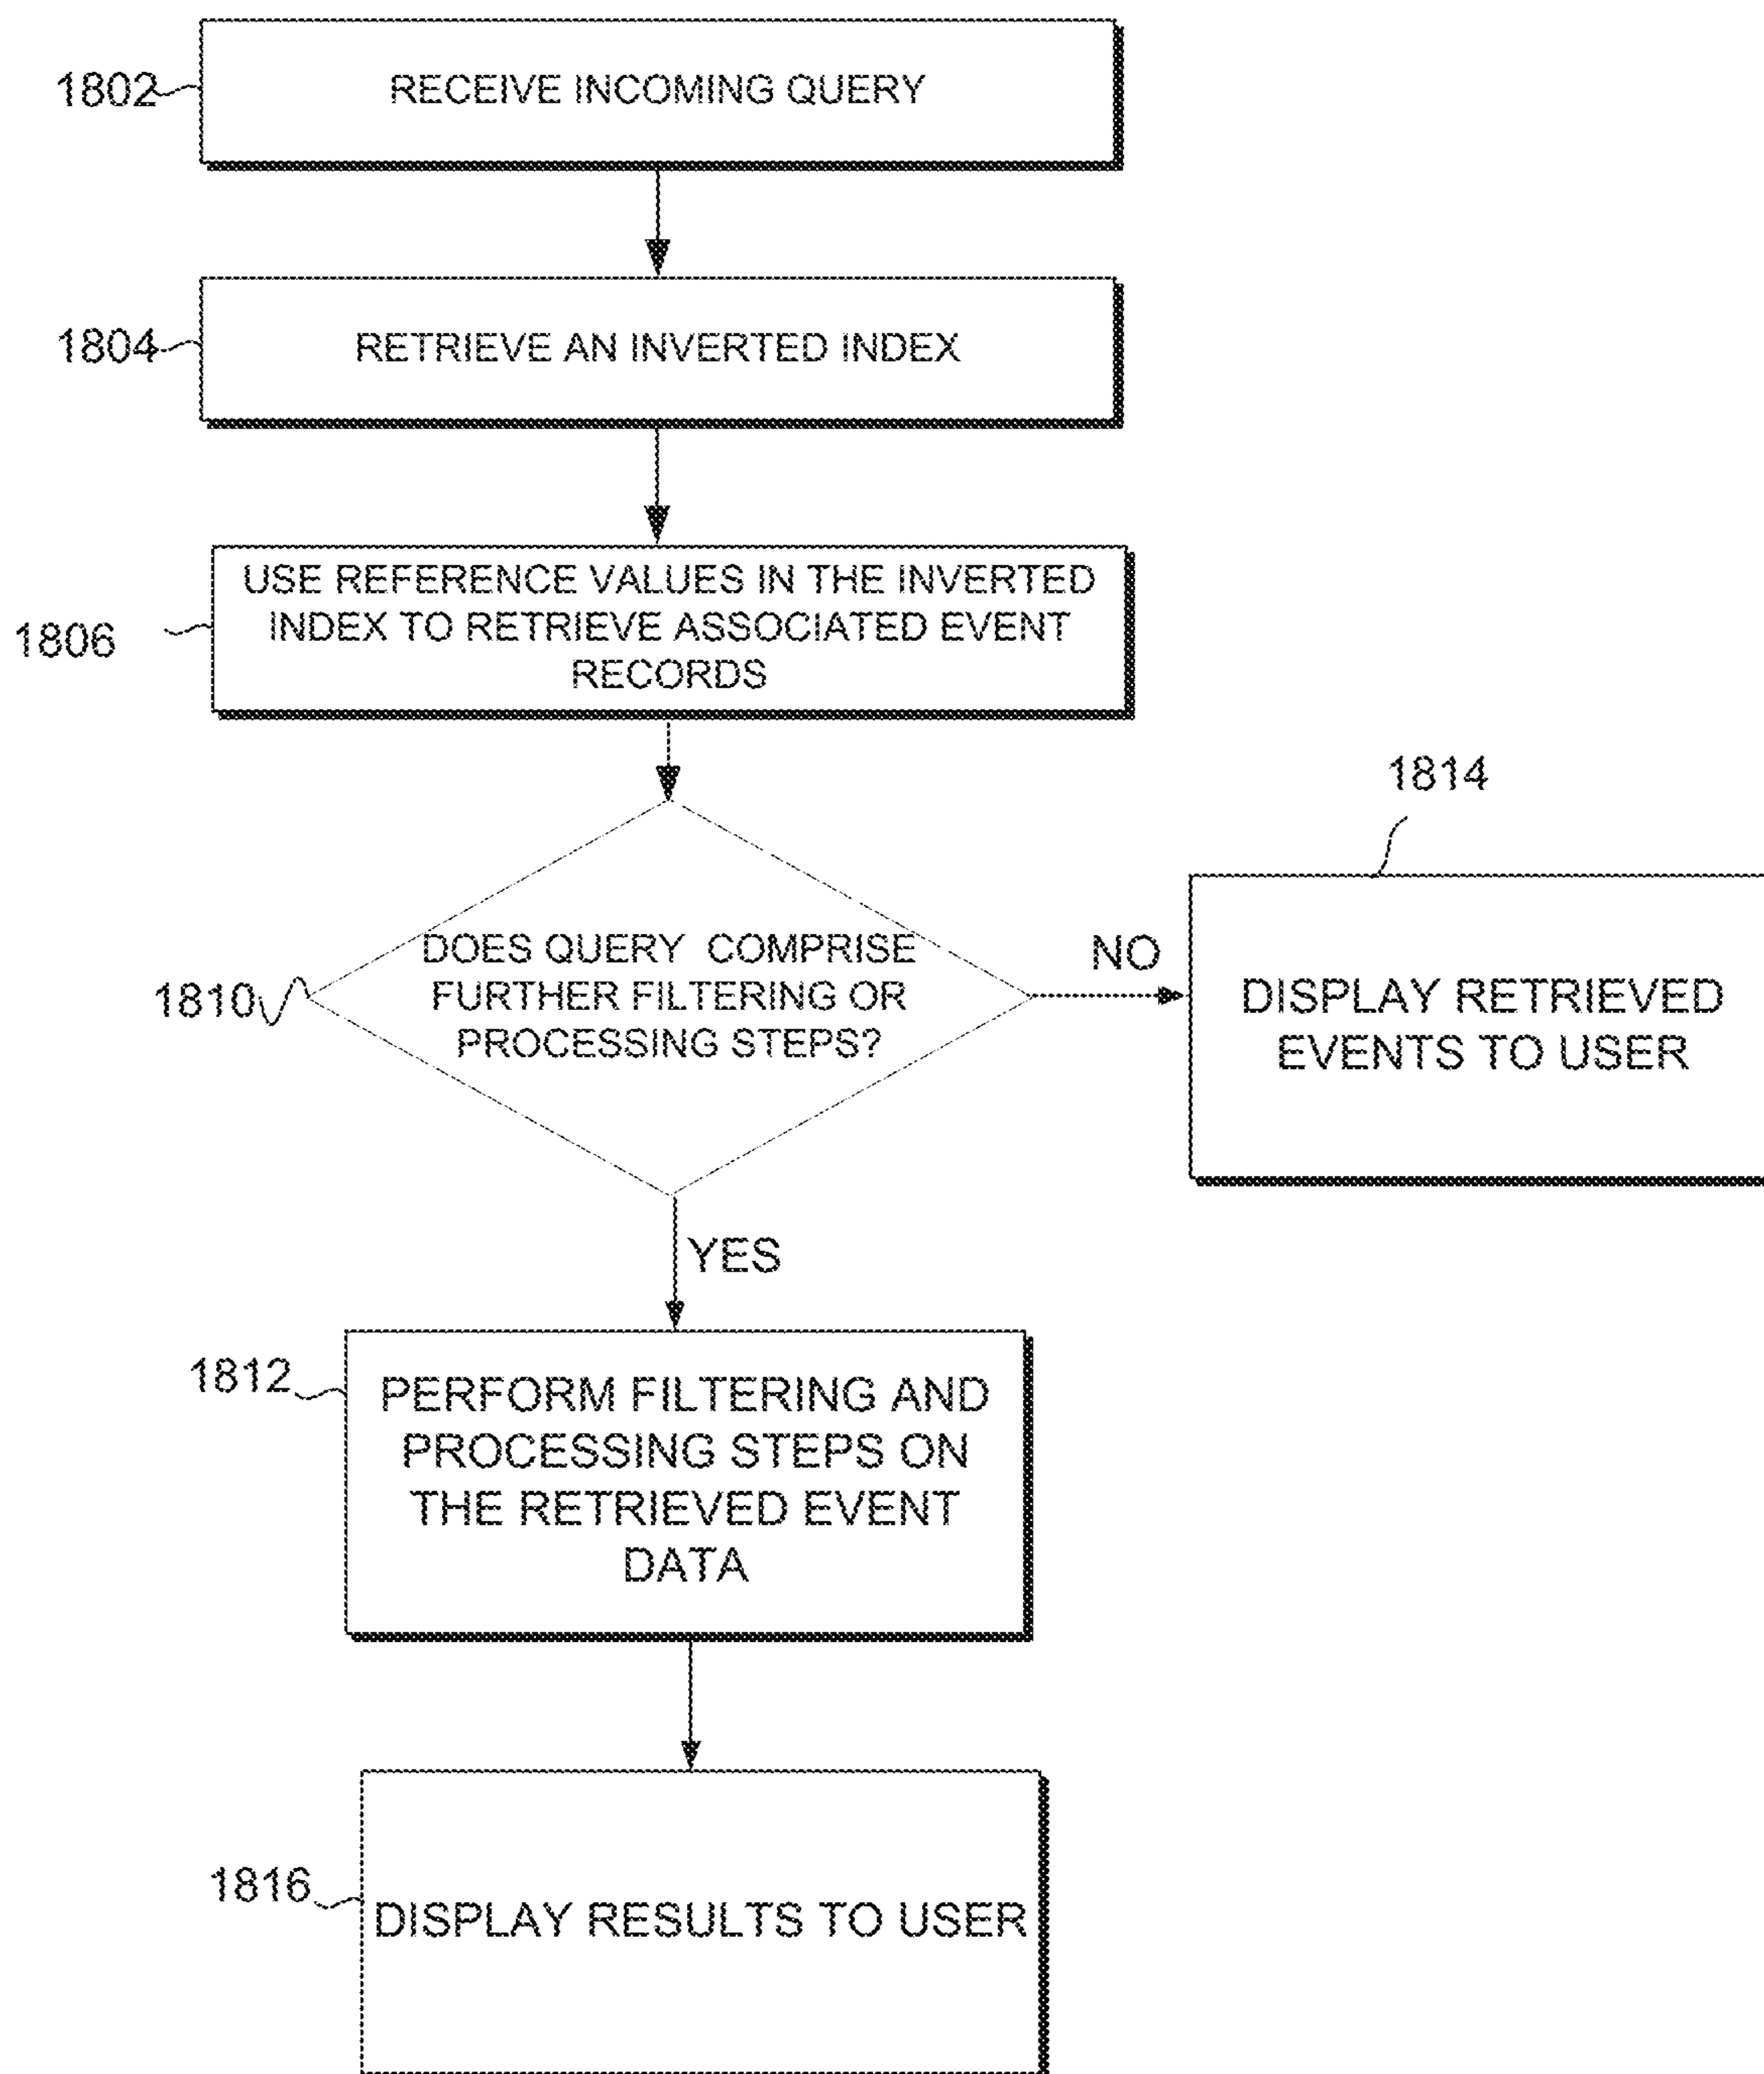 1802
RECEIVE INCOMING QUERY
1804
RETRIEVE AN INVERTED INDEX
1806
USE REFERENCE VALUES IN THE INVERTED
INDEX TO RETRIEVE ASSOCIATED EVENT
RECORDS
1810
DOES QUERY COMPRISE
FURTHER FILTERING OR
PROCESSING STEPS?
NO
1814
DISPLAY RETRIEVED
EVENTS TO USER
YES
1812
PERFORM FILTERING AND
PROCESSING STEPS ON
THE RETRIEVED EVENT
DATA
1816
DISPLAY RESULTS TO USER